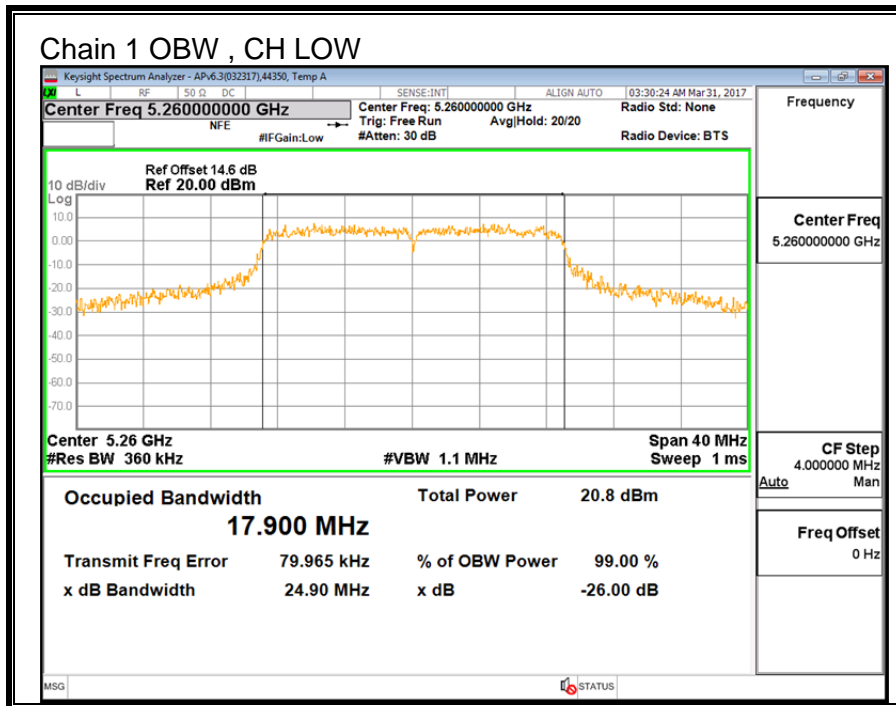 Chain 1 OBW , CH LOW
Keysight Spectrum Analyzer - APv6.3(032317),44350, Temp A
LXI L RF 50 Ω DC SENSE:INT ALIGN AUTO 03:30:24 AM Mar 31, 2017
Center Freq 5.260000000 GHz
NFE
#IFGain:Low
Center Freq: 5.260000000 GHz
Trig: Free Run Avg|Hold: 20/20
#Atten: 30 dB
Radio Std: None
Radio Device: BTS
Ref Offset 14.6 dB
10 dB/div Ref 20.00 dBm
Log
10.0
0.00
-10.0
-20.0
-30.0
-40.0
-50.0
-60.0
-70.0
Center 5.26 GHz Span 40 MHz
#Res BW 360 kHz #VBW 1.1 MHz Sweep 1 ms
Occupied Bandwidth Total Power 20.8 dBm
17.900 MHz
Transmit Freq Error 79.965 kHz % of OBW Power 99.00 %
x dB Bandwidth 24.90 MHz x dB -26.00 dB
MSG STATUS
Frequency
Center Freq
5.260000000 GHz
CF Step
4.000000 MHz
Auto Man
Freq Offset
0 Hz